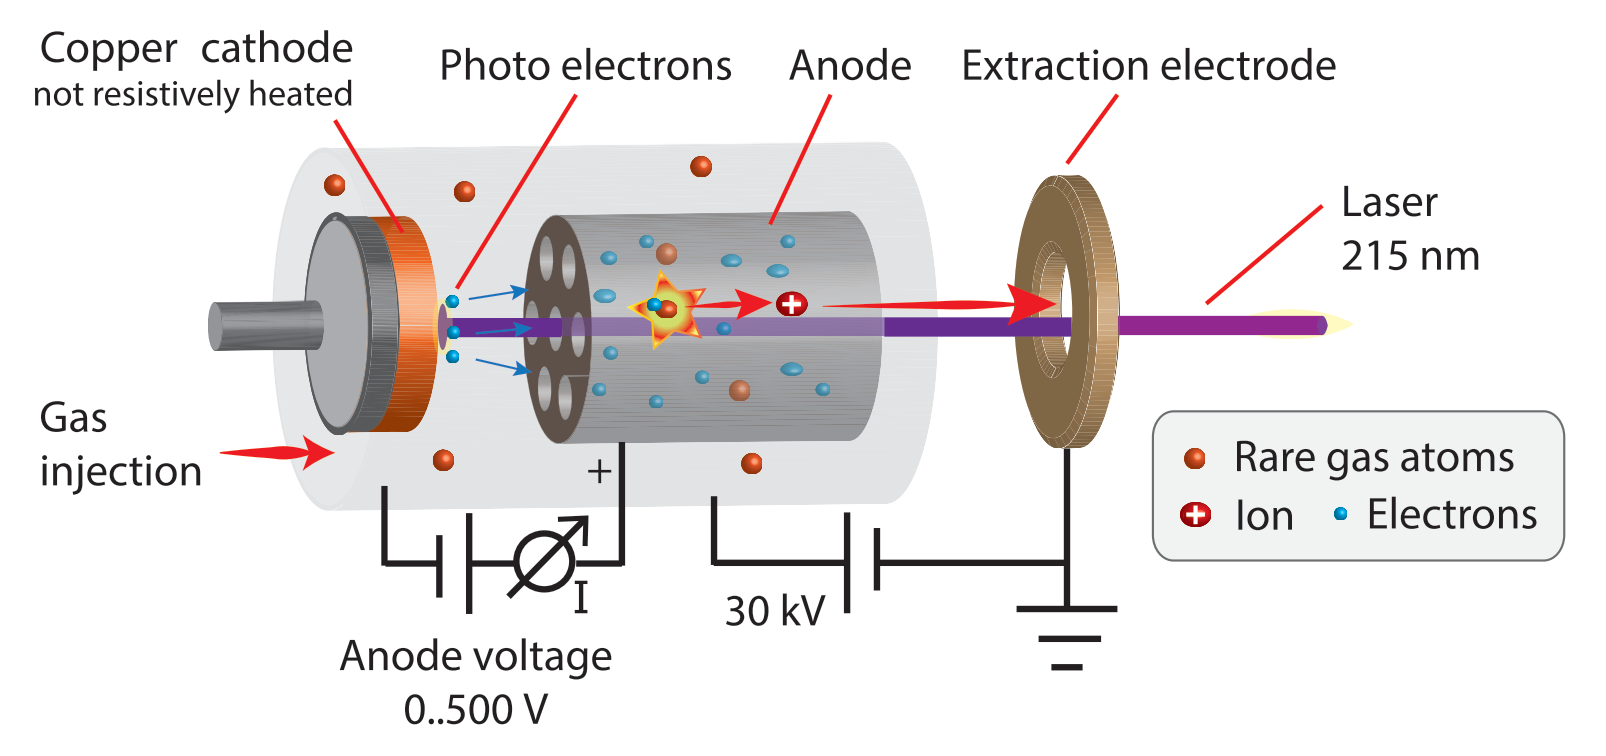 Copper cathode
not resistively heated
Photo electrons
Anode
Extraction electrode
Laser
215 nm
Gas
injection
+
I
Anode voltage
0..500 V
30 kV
Rare gas atoms
Ion
Electrons